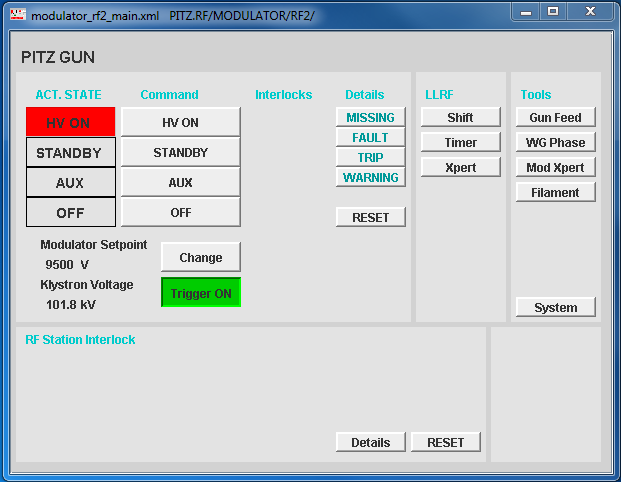 modulator_rf2_main.xml PITZ.RF/MODULATOR/RF2/
PITZ GUN
ACT. STATE Command Interlocks Details LLRF Tools
HV ON HV ON MISSING Shift Gun Feed
STANDBY STANDBY FAULT Timer WG Phase
AUX AUX TRIP Xpert Mod Xpert
WARNING Filament
OFF OFF RESET
Modulator Setpoint
9500 V Change
Klystron Voltage
101.8 kV Trigger ON System
RF Station Interlock
Details RESET